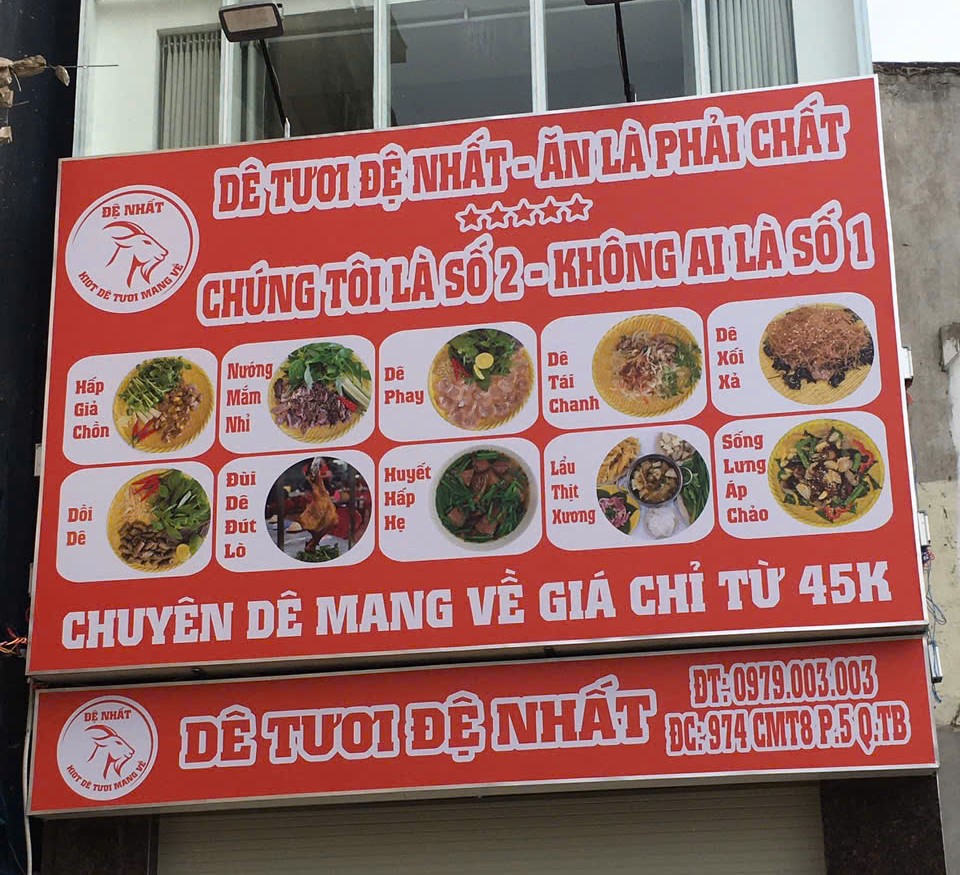 DÊ TƯƠI ĐỆ NHẤT - ĂN LÀ PHẢI CHẤT
ĐỆ NHẤT
KIOT DÊ TƯƠI MANG VỀ
CHÚNG TÔI LÀ SỐ 2 - KHÔNG AI LÀ SỐ 1
Hấp
Giả
Chồn
Nướng
Mắm
Nhỉ
Dê
Phay
Dê
Tái
Chanh
Dê
Xối
Xả
Dồi
Dê
Đùi
Dê
Đút
Lò
Huyết
Hấp
Hẹ
Lẩu
Thịt
Xương
Sống
Lưng
Áp
Chảo
CHUYÊN DÊ MANG VỀ GIÁ CHỈ TỪ 45K
ĐỆ NHẤT
KIOT DÊ TƯƠI MANG VỀ
DÊ TƯƠI ĐỆ NHẤT
ĐT: 0979.003.003
ĐC: 974 CMT8 P.5 Q.TB